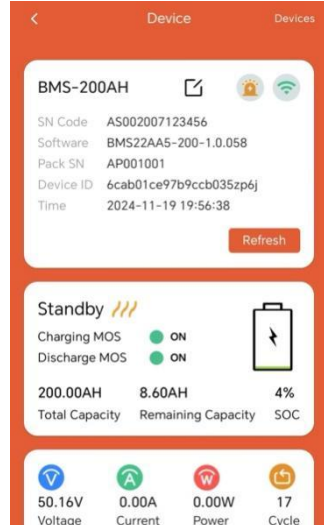 Device
Devices
BMS-200AH
SN Code AS002007123456
Software BMS22AA5-200-1.0.058
Pack SN AP001001
Device ID 6cab01ce97b9ccb035zp6j
Time 2024-11-19 19:56:38
Refresh
Standby
Charging MOS ON
Discharge MOS ON
200.00AH 8.60AH 4%
Total Capacity Remaining Capacity SOC
V A W
50.16V 0.00A 0.00W 17
Voltage Current Power Cycle